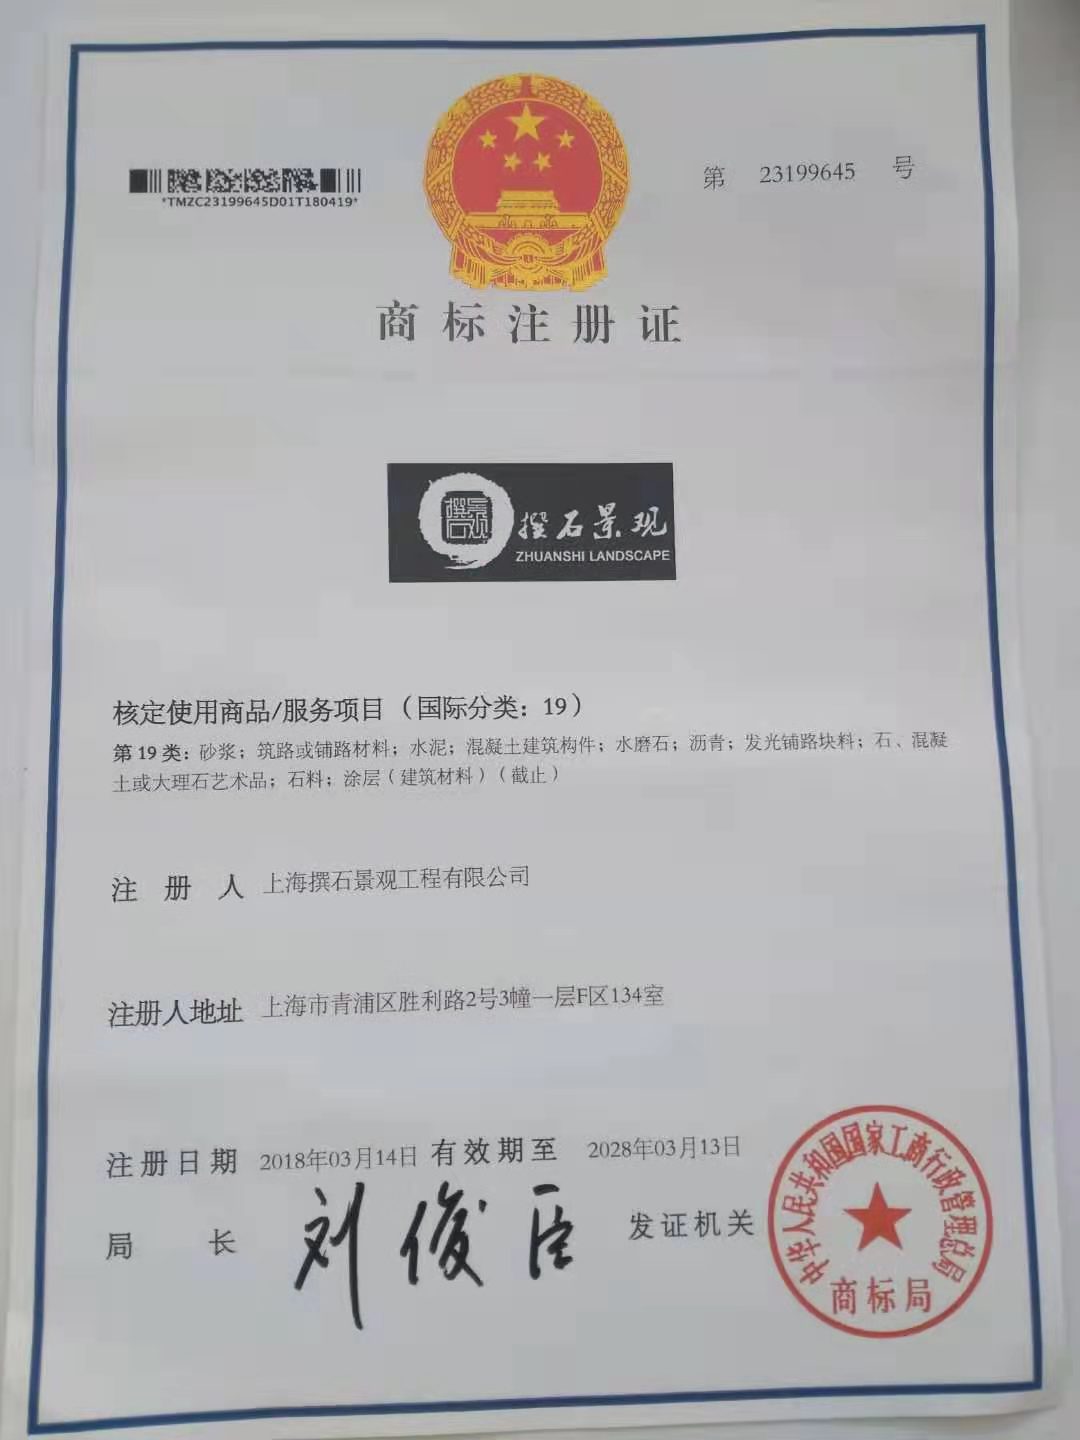 *TMZC23199645D01T180419*
第 23199645 号
商标注册证
撰石景观
撰石景观
ZHUANSHI LANDSCAPE
核定使用商品/服务项目（国际分类：19）
第 19 类：砂浆；筑路或铺路材料；水泥；混凝土建筑构件；水磨石；沥青；发光铺路块料；石、混凝
土或大理石艺术品；石料；涂层（建筑材料）（截止）
注册人 上海撰石景观工程有限公司
注册人地址 上海市青浦区胜利路2号3幢一层F区134室
注册日期 2018年03月14日 有效期至 2028年03月13日
局长 刘俊臣 发证机关
中华人民共和国国家工商行政管理总局
商标局